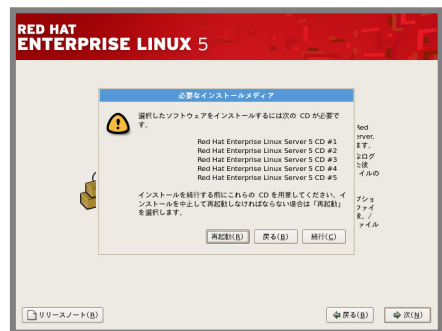 RED HAT
ENTERPRISE LINUX 5
必要なインストールメディア
選択したソフトウェアをインストールするには次の CD が必要で
す。
Red Hat Enterprise Linux Server 5 CD #1
Red Hat Enterprise Linux Server 5 CD #2
Red Hat Enterprise Linux Server 5 CD #3
Red Hat Enterprise Linux Server 5 CD #4
Red Hat Enterprise Linux Server 5 CD #5
インストールを続行する前にこれらの CD を用意してください。イ
ンストールを中止して再起動しなければならない場合は「再起動」
を選択します。
再起動(R) 戻る(B) 続行(C)
Red
erver.
ます。
なログ
イルの
プショ
ファイ
ァイル
リリースノート(R) 戻る(B) 次(N)